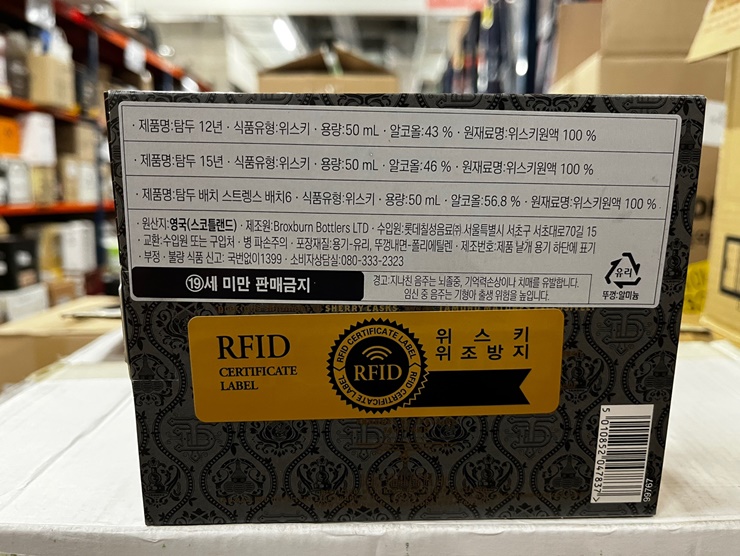 · 제품명:탐두 12년 · 식품유형:위스키 · 용량:50 mL · 알코올:43 % · 원재료명:위스키원액 100 %
· 제품명:탐두 15년 · 식품유형:위스키 · 용량:50 mL · 알코올:46 % · 원재료명:위스키원액 100 %
· 제품명:탐두 배치 스트렝스 배치6 · 식품유형:위스키 · 용량:50 mL · 알코올:56.8 % · 원재료명:위스키원액 100 %
· 원산지:영국(스코틀랜드) · 제조원:Broxburn Bottlers LTD · 수입원:롯데칠성음료㈜ 서울특별시 서초구 서초대로70길 15
· 교환:수입원 또는 구입처 · 병 파손주의 · 포장재질:용기-유리, 뚜껑내면-폴리에틸렌 · 제조번호:제품 낱개 용기 하단에 표기
· 부정 · 불량 식품 신고: 국번없이1399 · 소비자상담실:080-333-2323
⑲세 미만 판매금지
경고:지나친 음주는 뇌졸중, 기억력손상이나 치매를 유발합니다.
임신 중 음주는 기형아 출생 위험을 높입니다.
유리
뚜껑:알미늄
SHERRY CASKS
RFID
CERTIFICATE
LABEL
RFID CERTIFICATE LABEL
RFID
RFID CERTIFICATE LABEL
위 스 키
위 조 방 지
5 010852 047837>
99767